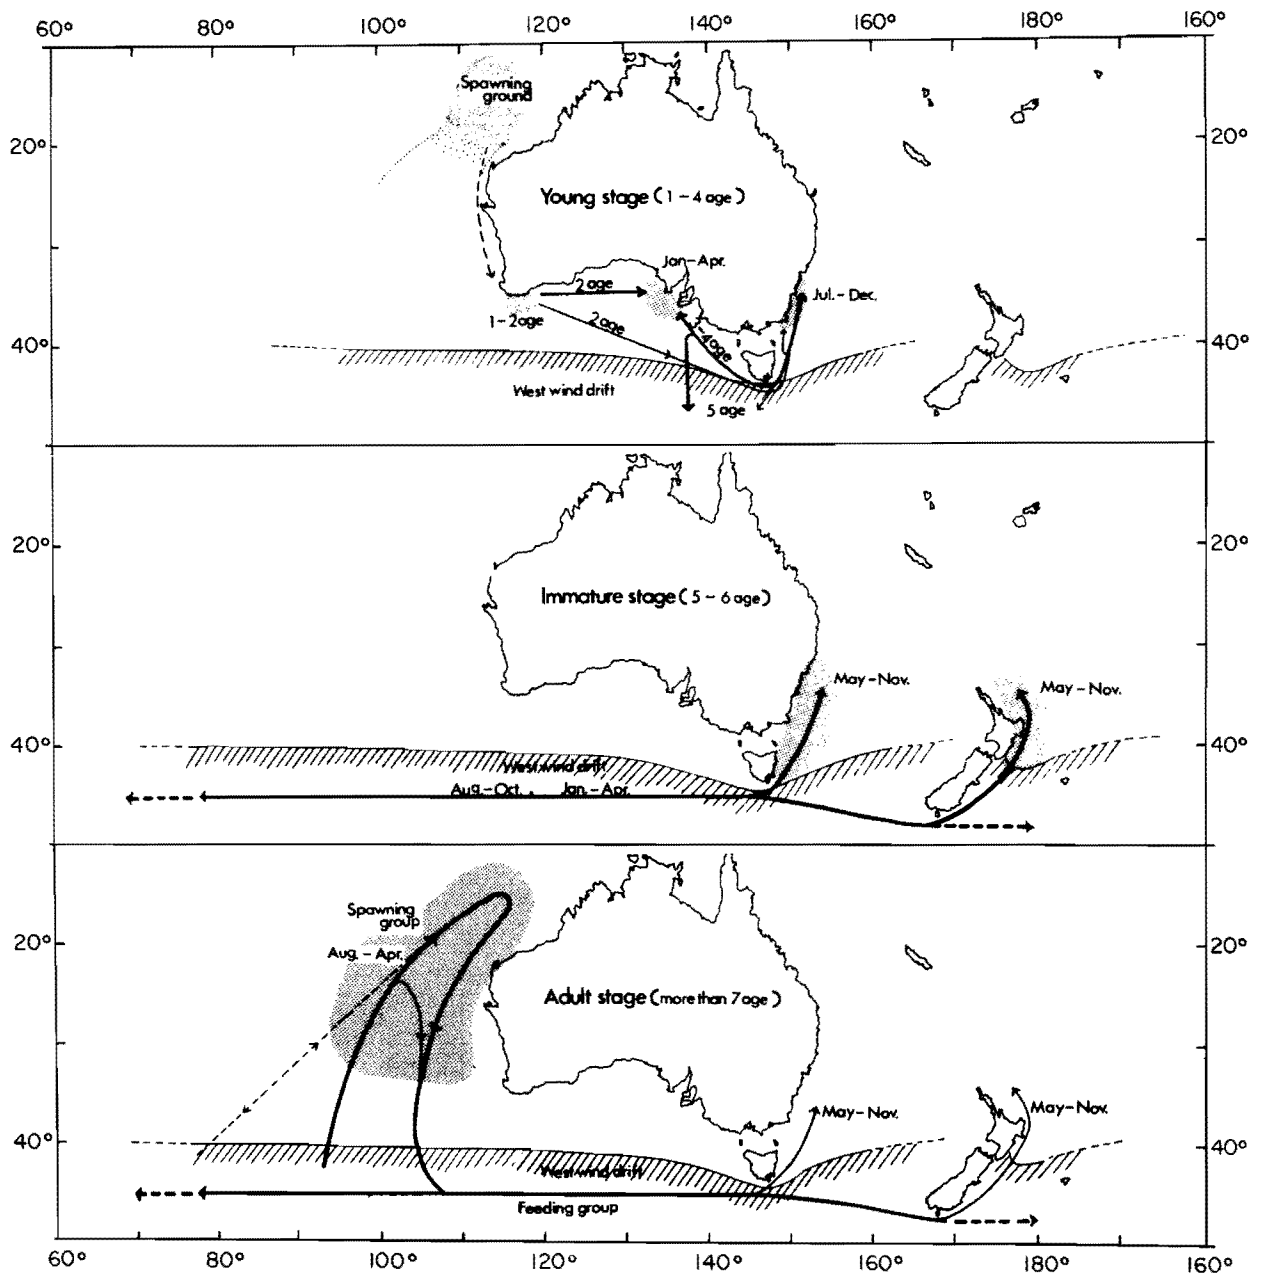 60° 80° 100° 120° 140° 160° 180° 160°
Spawning
ground
20° 20°
Young stage (1-4 age)
Jan-Apr.
2 age
Jul.-Dec.
1-2 age
2 age
4 age
40° 40°
West wind drift
5 age
20° 20°
Immature stage (5-6 age)
May-Nov. May-Nov.
40° 40°
West wind drift
Aug.-Oct. Jan.-Apr.
Spawning
group
20° 20°
Aug.-Apr.
Adult stage (more than 7 age)
May-Nov. May-Nov.
40° 40°
West wind drift
Feeding group
60° 80° 100° 120° 140° 160° 180° 160°